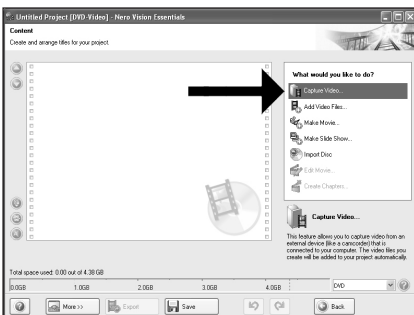 Untitled Project [DVD-Video] - Nero Vision Essentials
Content
Create and arrange titles for your project.
What would you like to do?
Capture Video...
Add Video Files...
Make Movie...
Make Slide Show...
Import Disc
Edit Movie...
Create Chapters...
Capture Video...
This feature allows you to capture video from an
external device (like a camcorder) that is
connected to your computer. The video files you
create will be added to your project automatically.
Total space used: 0.00 out of 4.38 GB
0.0GB 1.0GB 2.0GB 3.0GB 4.0GB
DVD
More >> Export Save Back